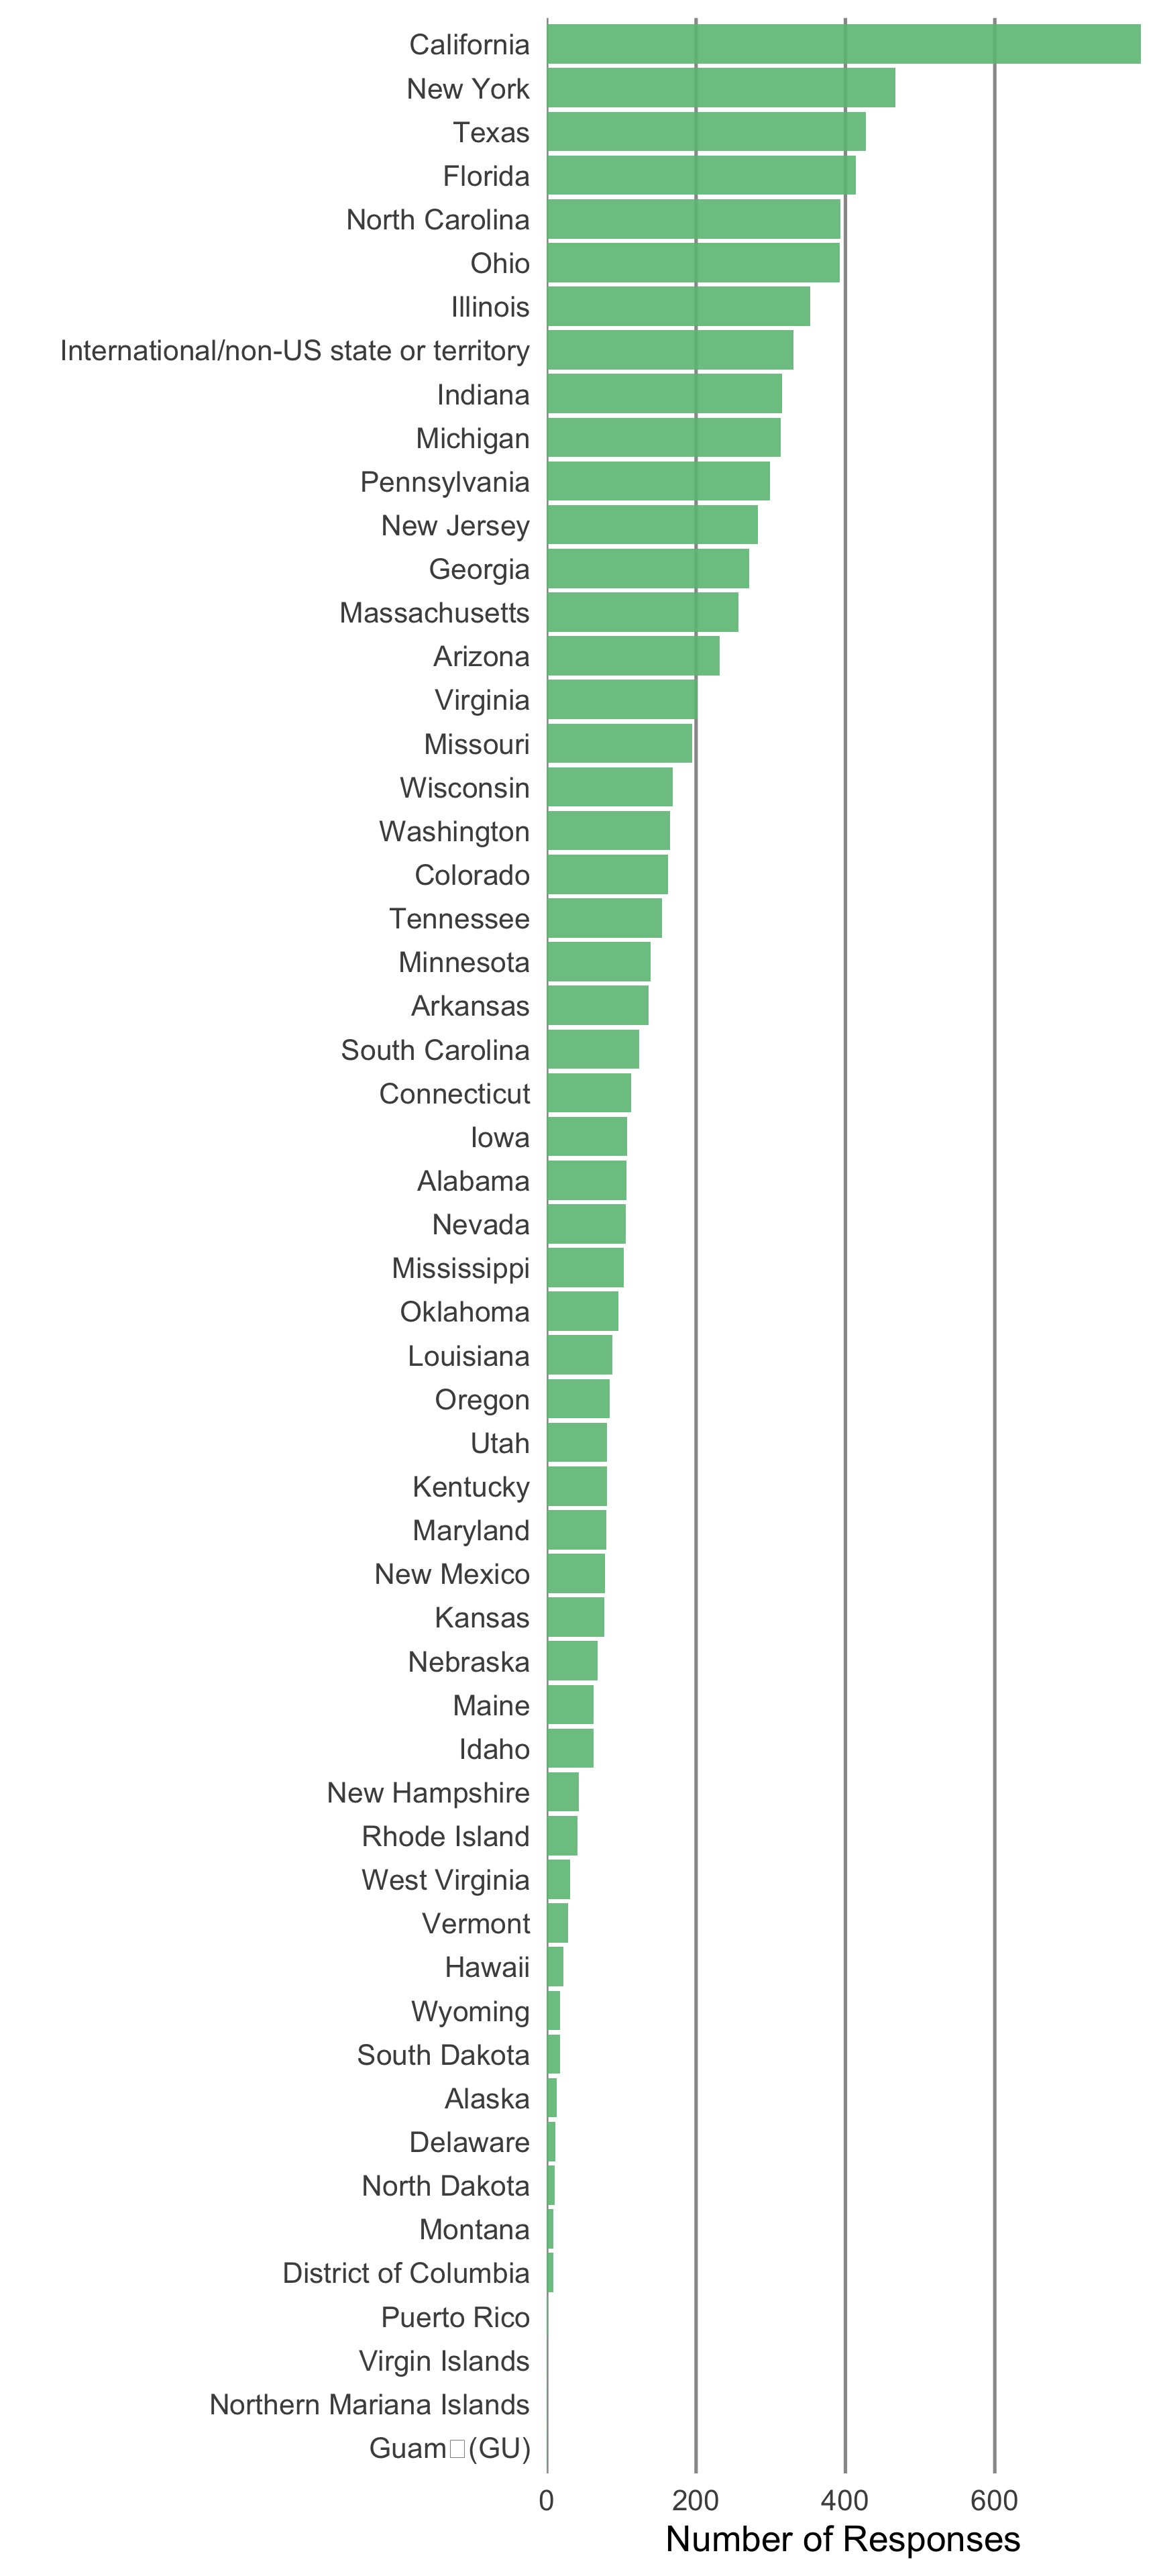 California
New York
Texas
Florida
North Carolina
Ohio
Illinois
International/non-US state or territory
Indiana
Michigan
Pennsylvania
New Jersey
Georgia
Massachusetts
Arizona
Virginia
Missouri
Wisconsin
Washington
Colorado
Tennessee
Minnesota
Arkansas
South Carolina
Connecticut
Iowa
Alabama
Nevada
Mississippi
Oklahoma
Louisiana
Oregon
Utah
Kentucky
Maryland
New Mexico
Kansas
Nebraska
Maine
Idaho
New Hampshire
Rhode Island
West Virginia
Vermont
Hawaii
Wyoming
South Dakota
Alaska
Delaware
North Dakota
Montana
District of Columbia
Puerto Rico
Virgin Islands
Northern Mariana Islands
Guam□(GU)
0 200 400 600
Number of Responses